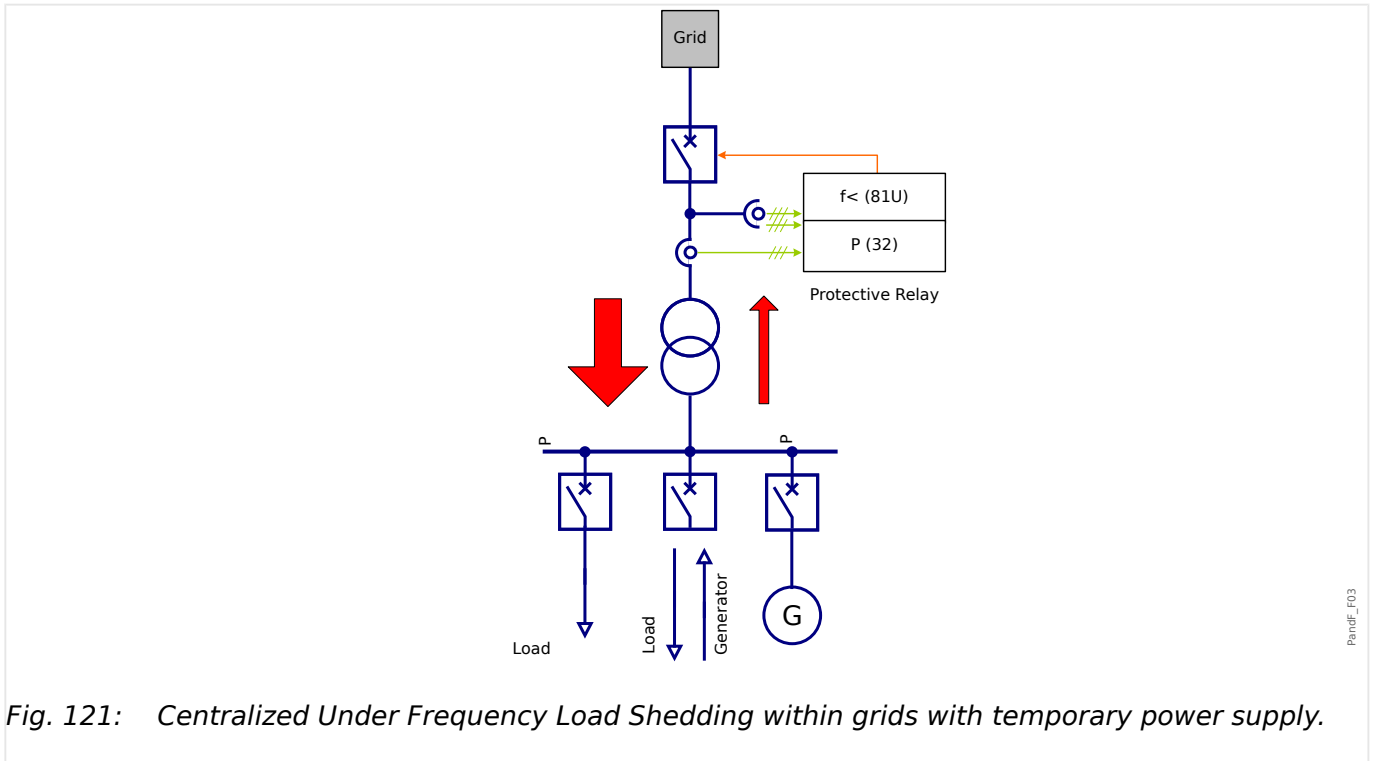 Grid
f< (81U)
P (32)
Protective Relay
P
P
Load
Load
Generator
G
PandF_F03
Fig. 121: Centralized Under Frequency Load Shedding within grids with temporary power supply.